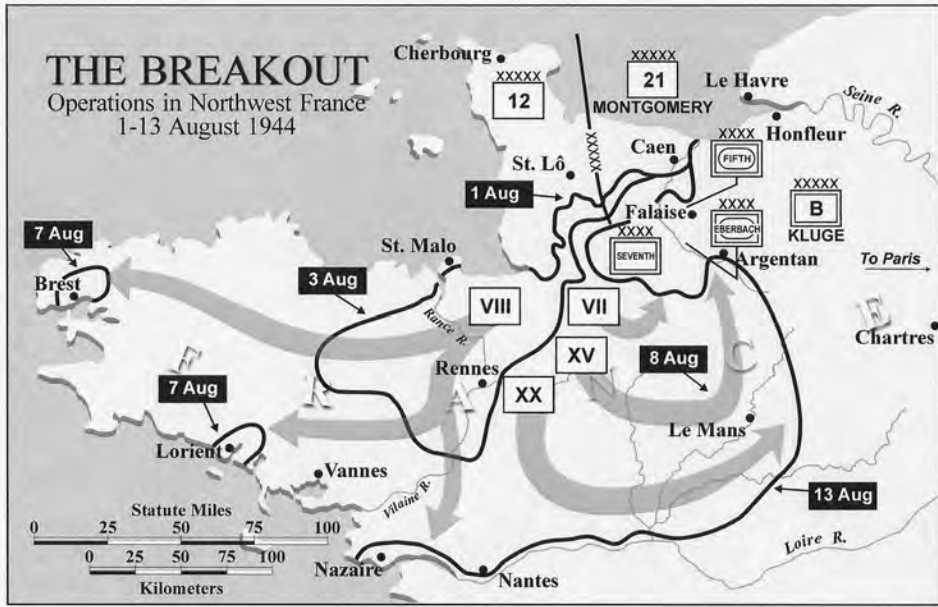 THE BREAKOUT
Operations in Northwest France
1-13 August 1944
Cherbourg
XXXXX
12
XXXXX
21
MONTGOMERY
Le Havre
Seine R.
Honfleur
XXXXX
Caen
XXXX
FIFTH
St. Lô
1 Aug
Falaise
XXXX
EBERBACH
XXXXX
B
KLUGE
XXXX
SEVENTH
Argentan
To Paris
7 Aug
Brest
St. Malo
3 Aug
Rance R.
VIII
VII
Chartres
XV
8 Aug
F R A N C E
Rennes
XX
7 Aug
Le Mans
Lorient
Vannes
Vilaine R.
13 Aug
Loire R.
Statute Miles
0 25 50 75 100
0 25 50 75 100
Kilometers
Nazaire
Nantes